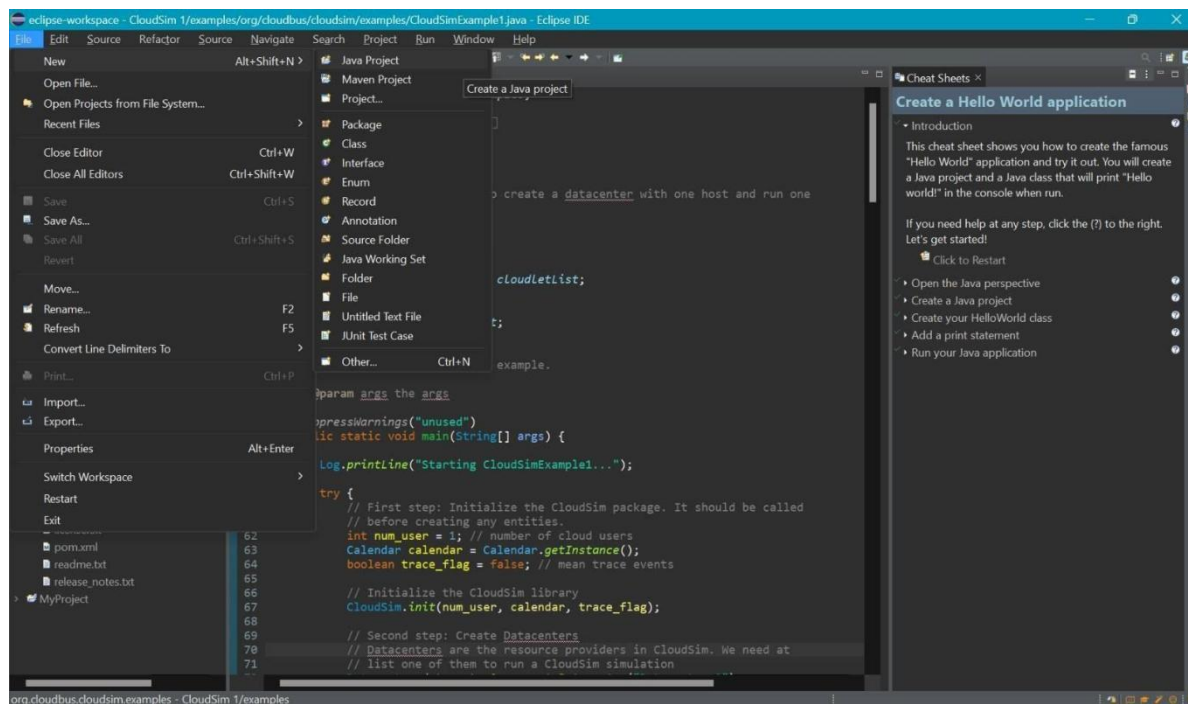 eclipse-workspace - CloudSim 1/examples/org/cloudbus/cloudsim/examples/CloudSimExample1.java - Eclipse IDE
File Edit Source Refactor Source Navigate Search Project Run Window Help
New Alt+Shift+N >
Open File...
Open Projects from File System...
Recent Files >
Close Editor Ctrl+W
Close All Editors Ctrl+Shift+W
Save Ctrl+S
Save As...
Save All Ctrl+Shift+S
Revert
Move...
Rename... F2
Refresh F5
Convert Line Delimiters To >
Print... Ctrl+P
Import...
Export...
Properties Alt+Enter
Switch Workspace >
Restart
Exit
pom.xml
readme.txt
release_notes.txt
MyProject
Java Project
Maven Project
Project...
Create a Java project
Package
Class
Interface
Enum
Record
Annotation
Source Folder
Java Working Set
Folder
File
Untitled Text File
JUnit Test Case
Other... Ctrl+N
create a datacenter with one host and run one
cloudletList;
t;
example.
param args the args
ppressWarnings("unused")
lic static void main(String[] args) {
Log.printLine("Starting CloudSimExample1...");
try {
// First step: Initialize the CloudSim package. It should be called
// before creating any entities.
62 int num_user = 1; // number of cloud users
63 Calendar calendar = Calendar.getInstance();
64 boolean trace_flag = false; // mean trace events
65
66 // Initialize the CloudSim library
67 CloudSim.init(num_user, calendar, trace_flag);
68
69 // Second step: Create Datacenters
70 // Datacenters are the resource providers in CloudSim. We need at
71 // list one of them to run a CloudSim simulation
Cheat Sheets ×
Create a Hello World application
Introduction
This cheat sheet shows you how to create the famous
"Hello World" application and try it out. You will create
a Java project and a Java class that will print "Hello
world!" in the console when run.
If you need help at any step, click the (?) to the right.
Let's get started!
Click to Restart
Open the Java perspective
Create a Java project
Create your HelloWorld class
Add a print statement
Run your Java application
org.cloudbus.cloudsim.examples - CloudSim 1/examples